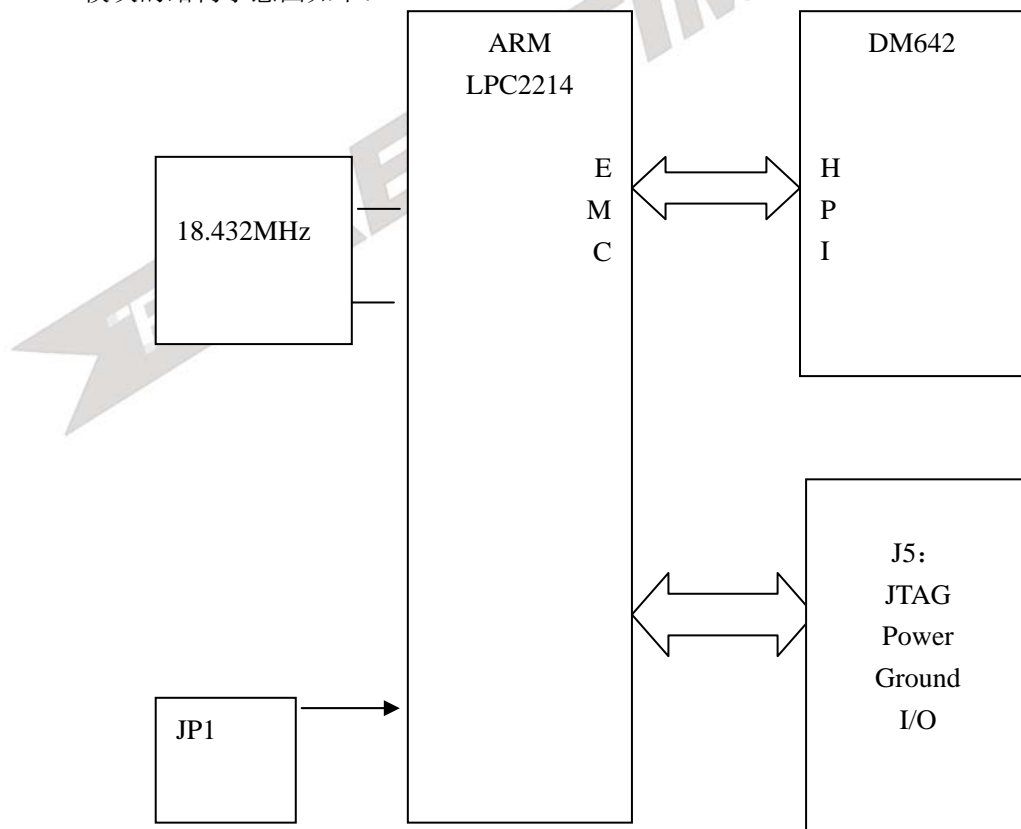 ARM
LPC2214
DM642
E
M
C
H
P
I
18.432MHz
J5：
JTAG
Power
Ground
I/O
JP1